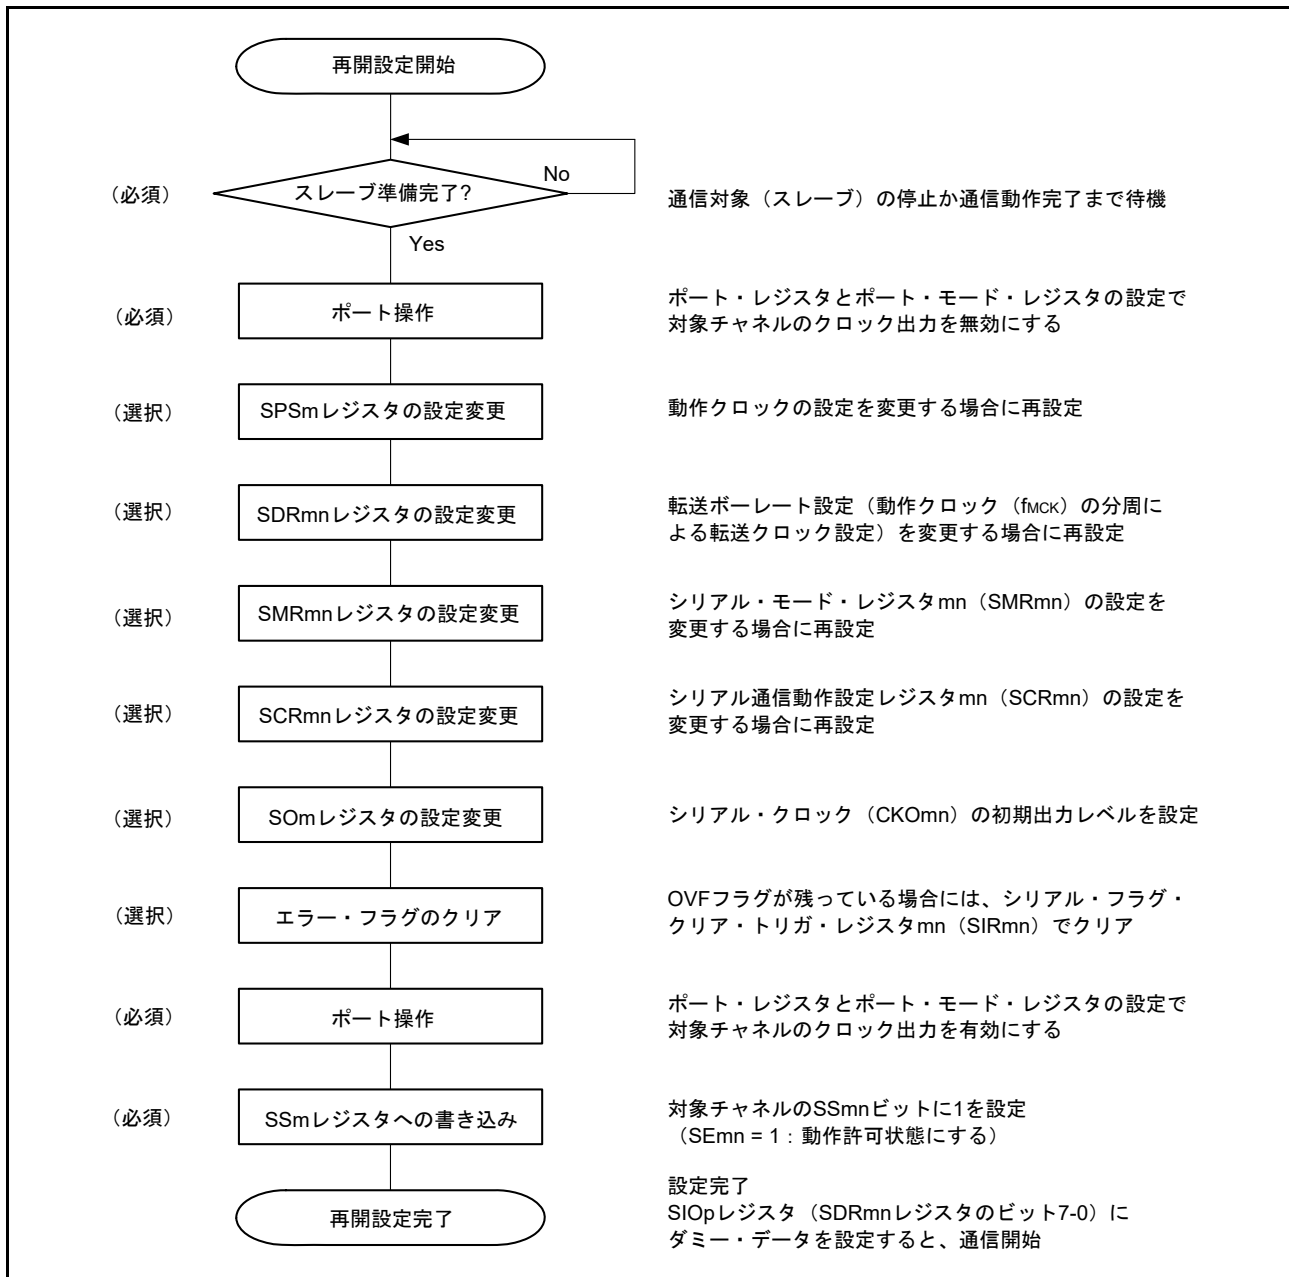 再開設定開始
No
(必須)
スレーブ準備完了?
通信対象（スレーブ）の停止か通信動作完了まで待機
Yes
(必須)
ポート操作
ポート・レジスタとポート・モード・レジスタの設定で
対象チャネルのクロック出力を無効にする
(選択)
SPSmレジスタの設定変更
動作クロックの設定を変更する場合に再設定
(選択)
SDRmnレジスタの設定変更
転送ボーレート設定（動作クロック（fMCK）の分周に
よる転送クロック設定）を変更する場合に再設定
(選択)
SMRmnレジスタの設定変更
シリアル・モード・レジスタmn（SMRmn）の設定を
変更する場合に再設定
(選択)
SCRmnレジスタの設定変更
シリアル通信動作設定レジスタmn（SCRmn）の設定を
変更する場合に再設定
(選択)
SOmレジスタの設定変更
シリアル・クロック（CKOmn）の初期出力レベルを設定
(選択)
エラー・フラグのクリア
OVFフラグが残っている場合には、シリアル・フラグ・
クリア・トリガ・レジスタmn（SIRmn）でクリア
(必須)
ポート操作
ポート・レジスタとポート・モード・レジスタの設定で
対象チャネルのクロック出力を有効にする
(必須)
SSmレジスタへの書き込み
対象チャネルのSSmnビットに1を設定
（SEmn = 1：動作許可状態にする）
再開設定完了
設定完了
SIOpレジスタ（SDRmnレジスタのビット7-0）に
ダミー・データを設定すると、通信開始